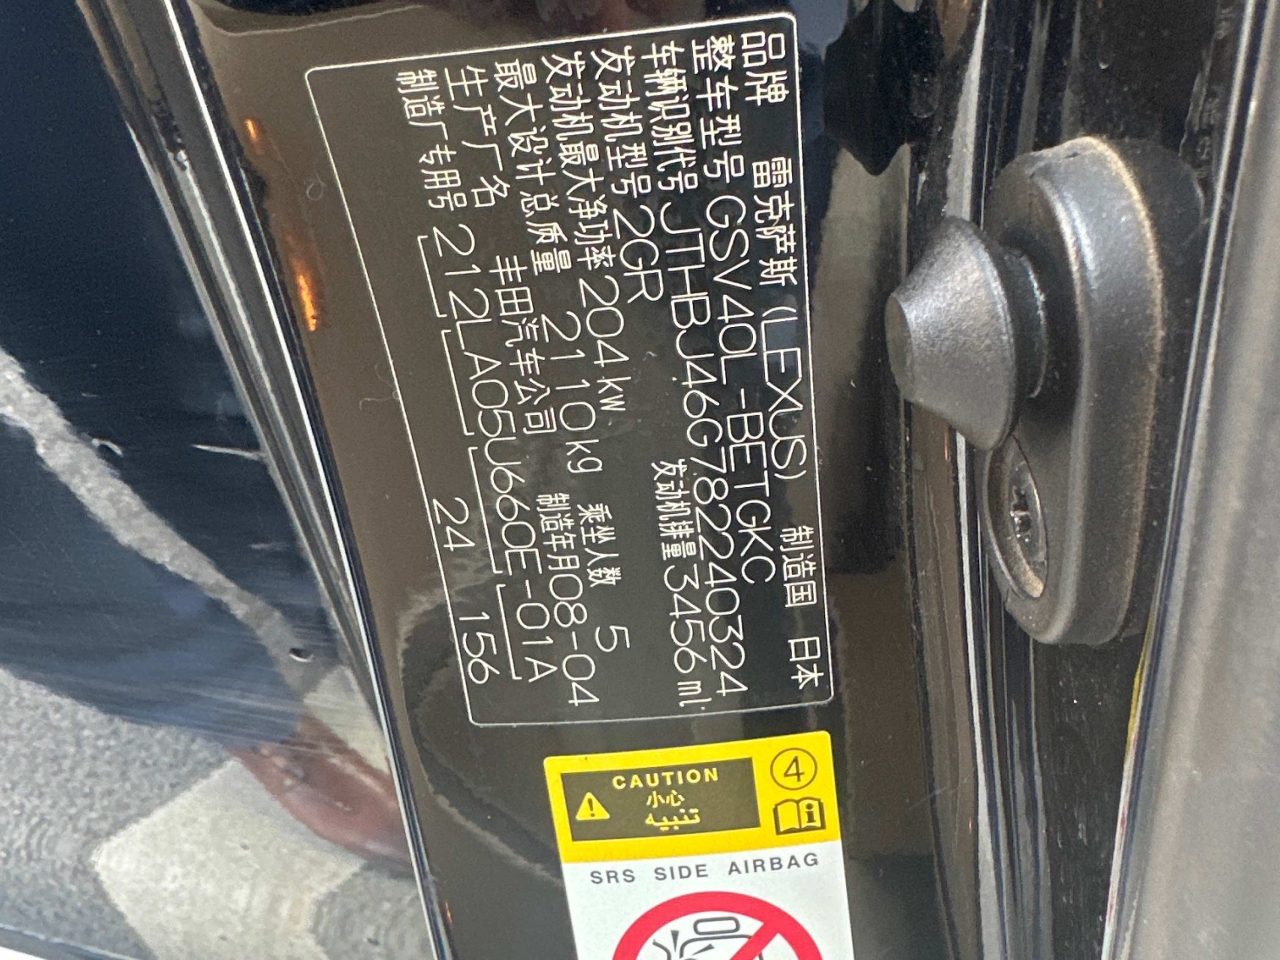 品牌 雷克萨斯 (LEXUS) 制造国 日本
整车型号 GSV40L-BETGKC
车辆识别代号 JTHBJ46G782240324
发动机型号 2GR 发动机排量 3456 ml
发动机最大净功率 204 kw 乘坐人数 5
最大设计总质量 2110 kg 制造年月 08-04
生产厂名 丰田汽车公司
制造厂专用号 212LA05U660E-01A
24 156
4
CAUTION
小心
تنبيه
SRS SIDE AIRBAG